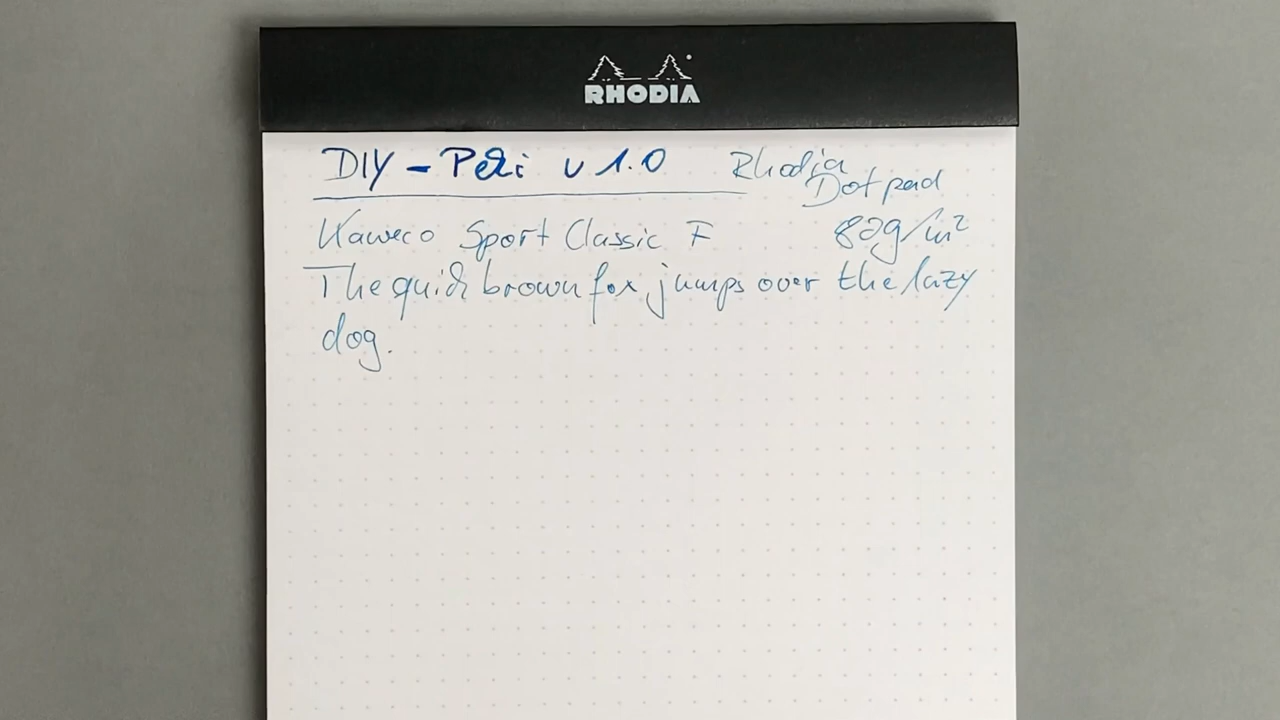 RHODIA
DIY - Peli v 1.0
Rhodia
Dot pad
Kaweco Sport Classic F
80g/m²
The quick brown fox jumps over the lazy
dog.